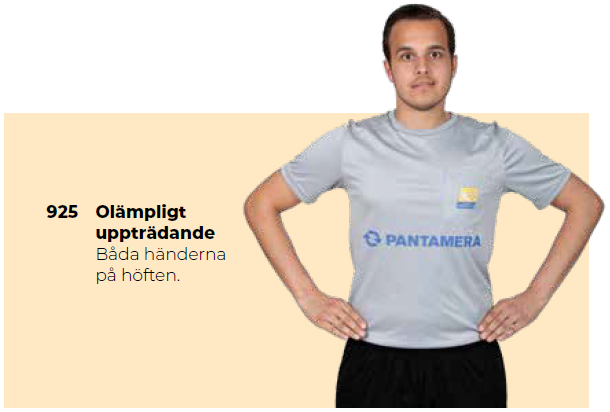 925 Olämpligt
uppträdande
Båda händerna
på höften.
PANTAMERA